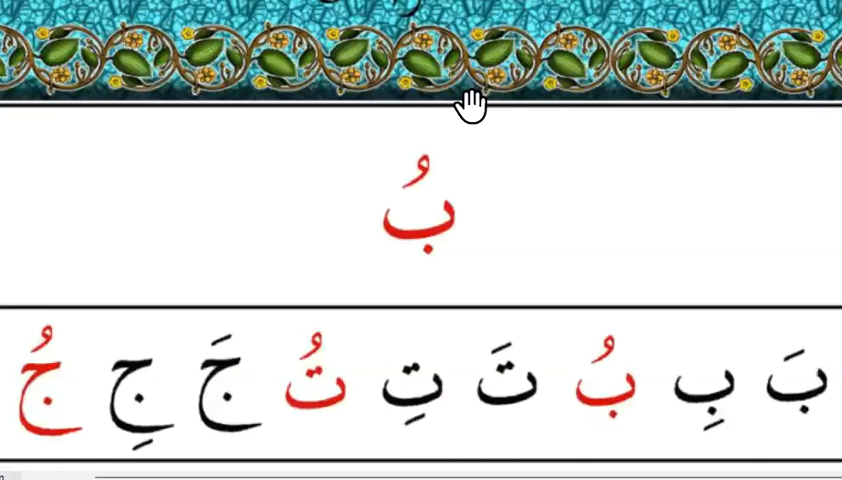 بُ
بَ بِ بُ تَ تِ تُ جَ جِ جُ